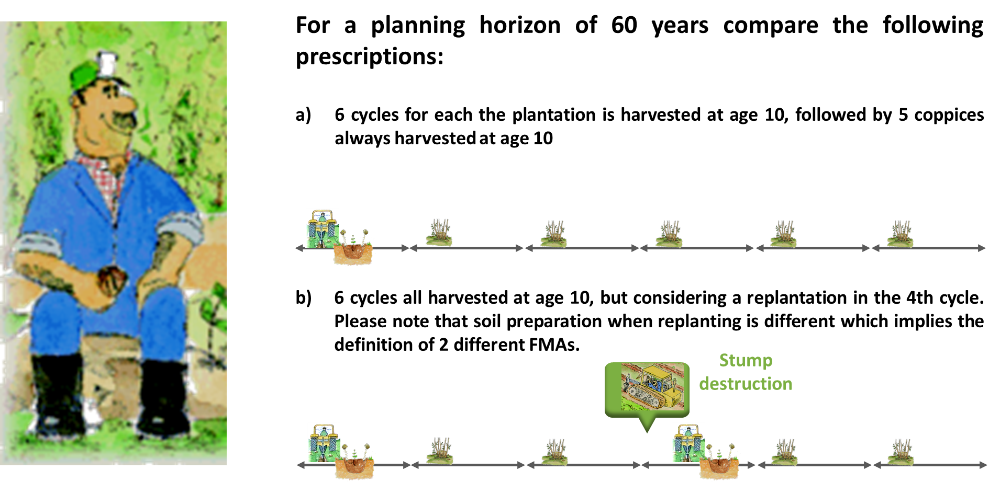 For a planning horizon of 60 years compare the following
prescriptions:
a) 6 cycles for each the plantation is harvested at age 10, followed by 5 coppices
always harvested at age 10
b) 6 cycles all harvested at age 10, but considering a replantation in the 4th cycle.
Please note that soil preparation when replanting is different which implies the
definition of 2 different FMAs.
Stump
destruction